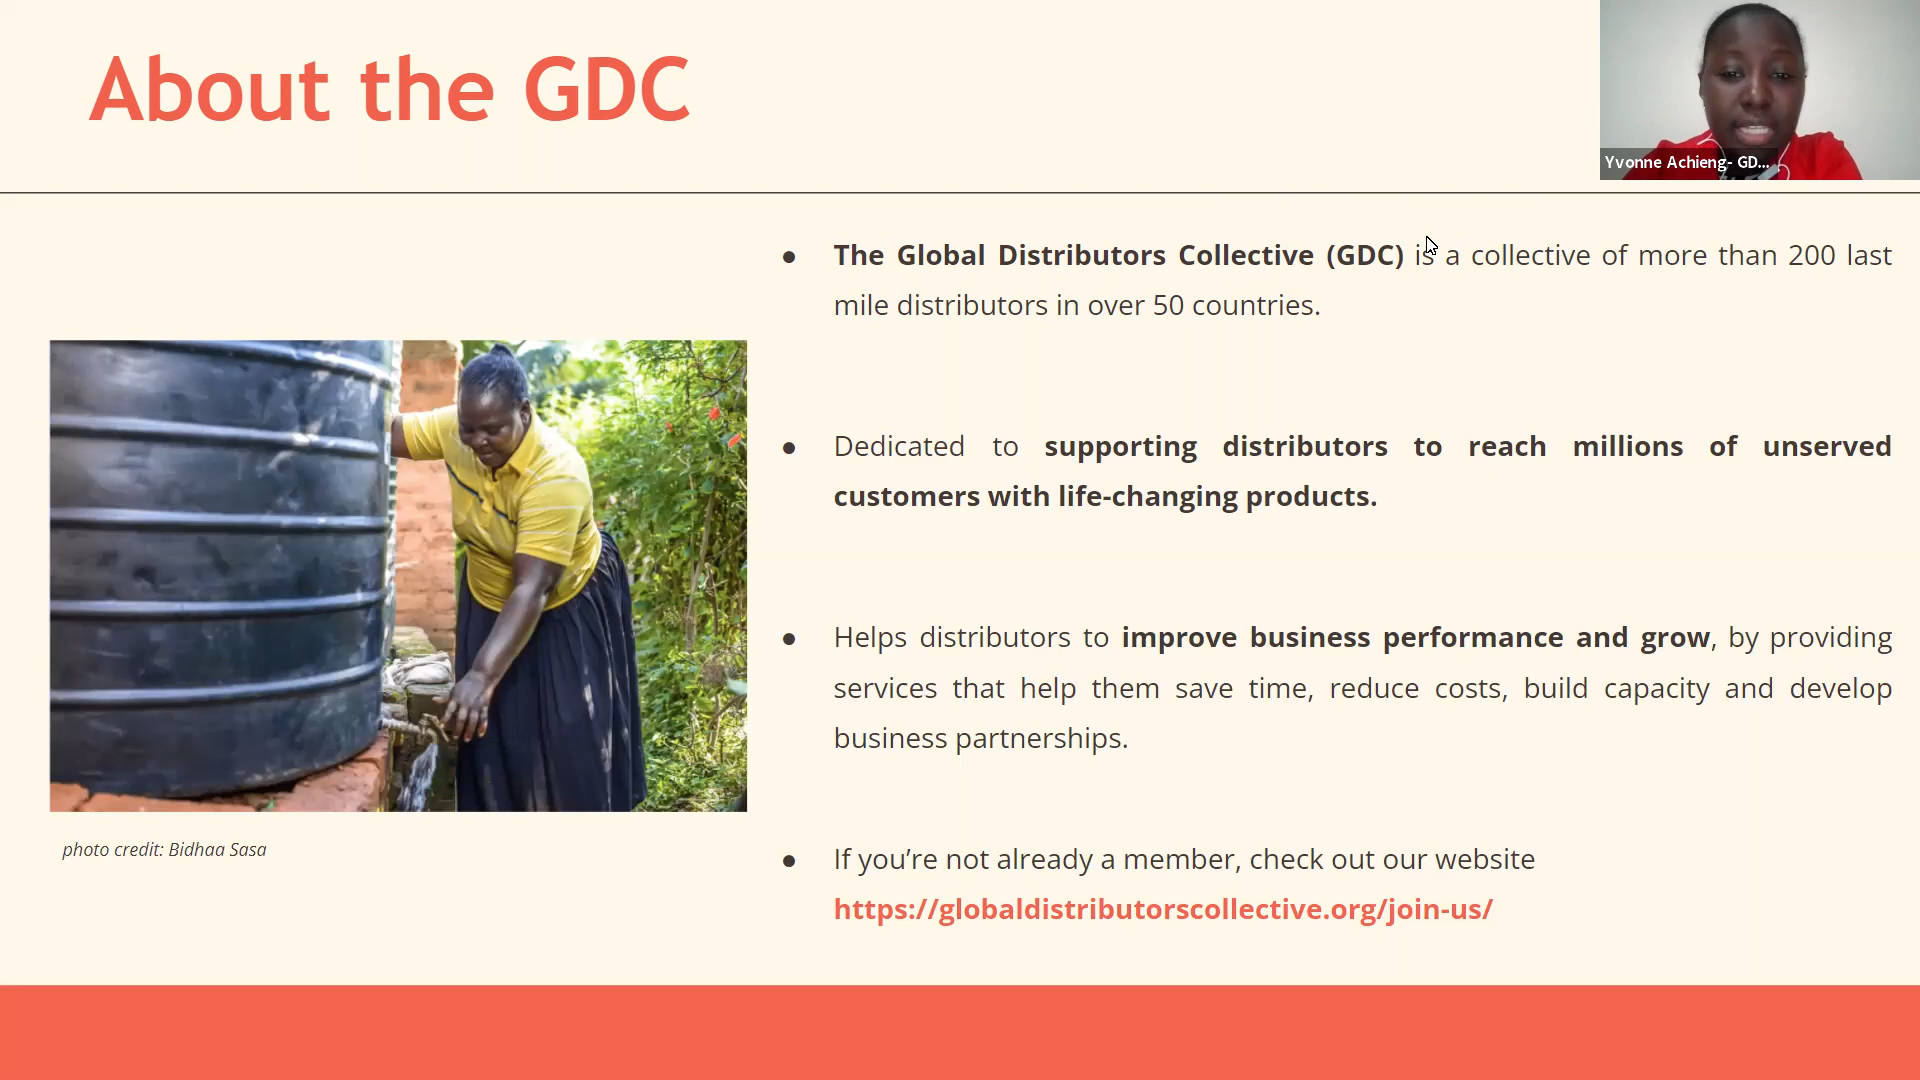 About the GDC
Yvonne Achieng- GD...
● The Global Distributors Collective (GDC) is a collective of more than 200 last
mile distributors in over 50 countries.
● Dedicated to supporting distributors to reach millions of unserved
customers with life-changing products.
● Helps distributors to improve business performance and grow, by providing
services that help them save time, reduce costs, build capacity and develop
business partnerships.
photo credit: Bidhaa Sasa
● If you’re not already a member, check out our website
https://globaldistributorscollective.org/join-us/